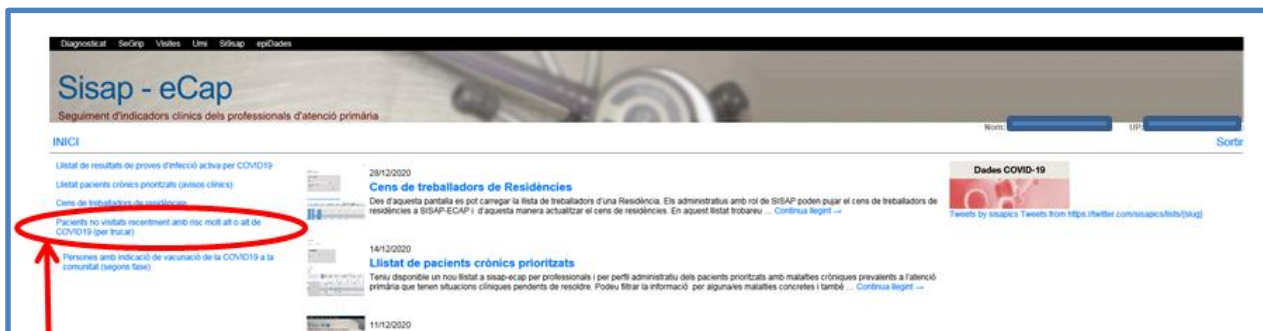 Diagnosticat SeGrip Visites Umi SiSsap epiDades
Sisap - eCap
Seguiment d'indicadors clínics dels professionals d'atenció primària
Nom: UP:
INICI Sortir
Llistat de resultats de proves d'infecció activa per COVID19
Llistat pacients crònics prioritzats (avisos clínics)
Cens de treballadors de residències
Pacients no visitats recentment amb risc molt alt o alt de
COVID19 (per trucar)
Persones amb indicació de vacunació de la COVID19 a la
comunitat (segons fase)
28/12/2020
Cens de treballadors de Residències
Des d'aquesta pantalla es pot carregar la llista de treballadors d'una Residència. Els administratius amb rol de SISAP poden pujar el cens de treballadors de
residències a SISAP-ECAP i d'aquesta manera actualitzar el cens de residències. En aquest llistat trobareu ... Continua llegint →
14/12/2020
Llistat de pacients crònics prioritzats
Teniu disponible un nou llistat a sisap-ecap per professionals i per perfil administratiu dels pacients prioritzats amb malalties cròniques prevalents a l'atenció
primària que tenen situacions clíniques pendents de resoldre. Podeu filtrar la informació per alguna/es malalties concretes i també ... Continua llegint →
11/12/2020
Dades COVID-19
Tweets by sisapics Tweets from https://twitter.com/sisapics/lists/[slug]